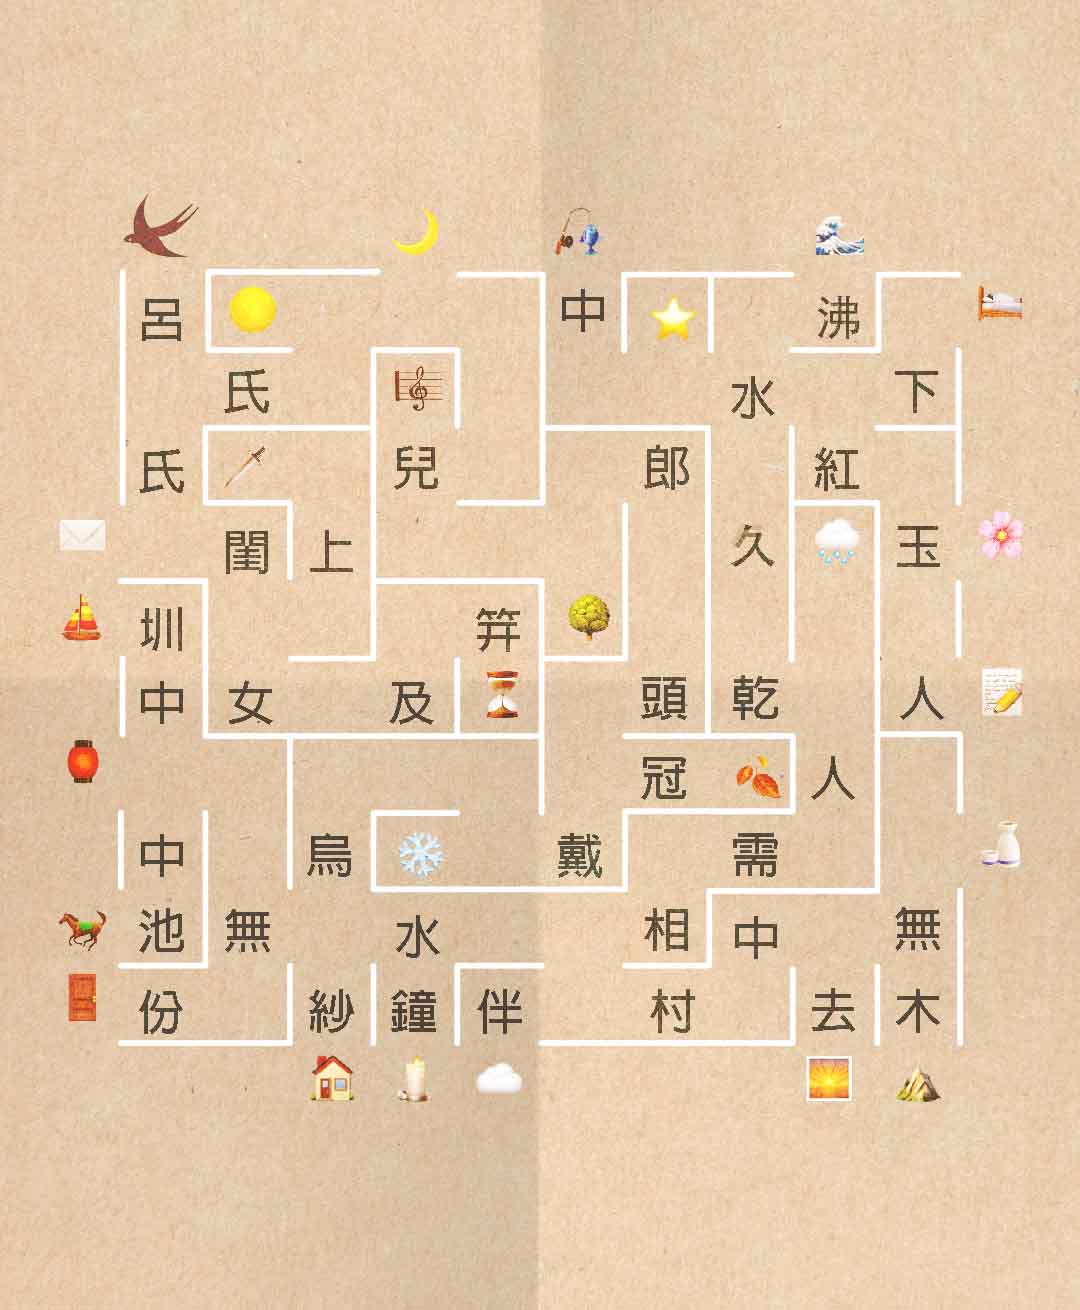 呂 中 沸
氏 水 下
氏 兒 郎 紅
閨 上 久 玉
圳 笄
中 女 及 頭 乾 人
冠 人
中 烏 戴 需
池 無 水 相 中 無
份 紗 鐘 伴 村 去 木